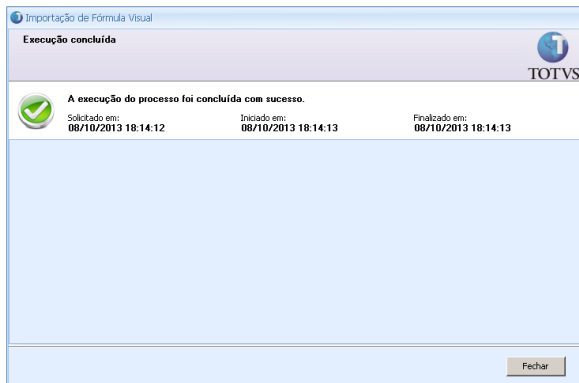 Importação de Fórmula Visual
Execução concluída
TOTVS
A execução do processo foi concluída com sucesso.
Solicitado em: Iniciado em: Finalizado em:
08/10/2013 18:14:12 08/10/2013 18:14:13 08/10/2013 18:14:13
Fechar